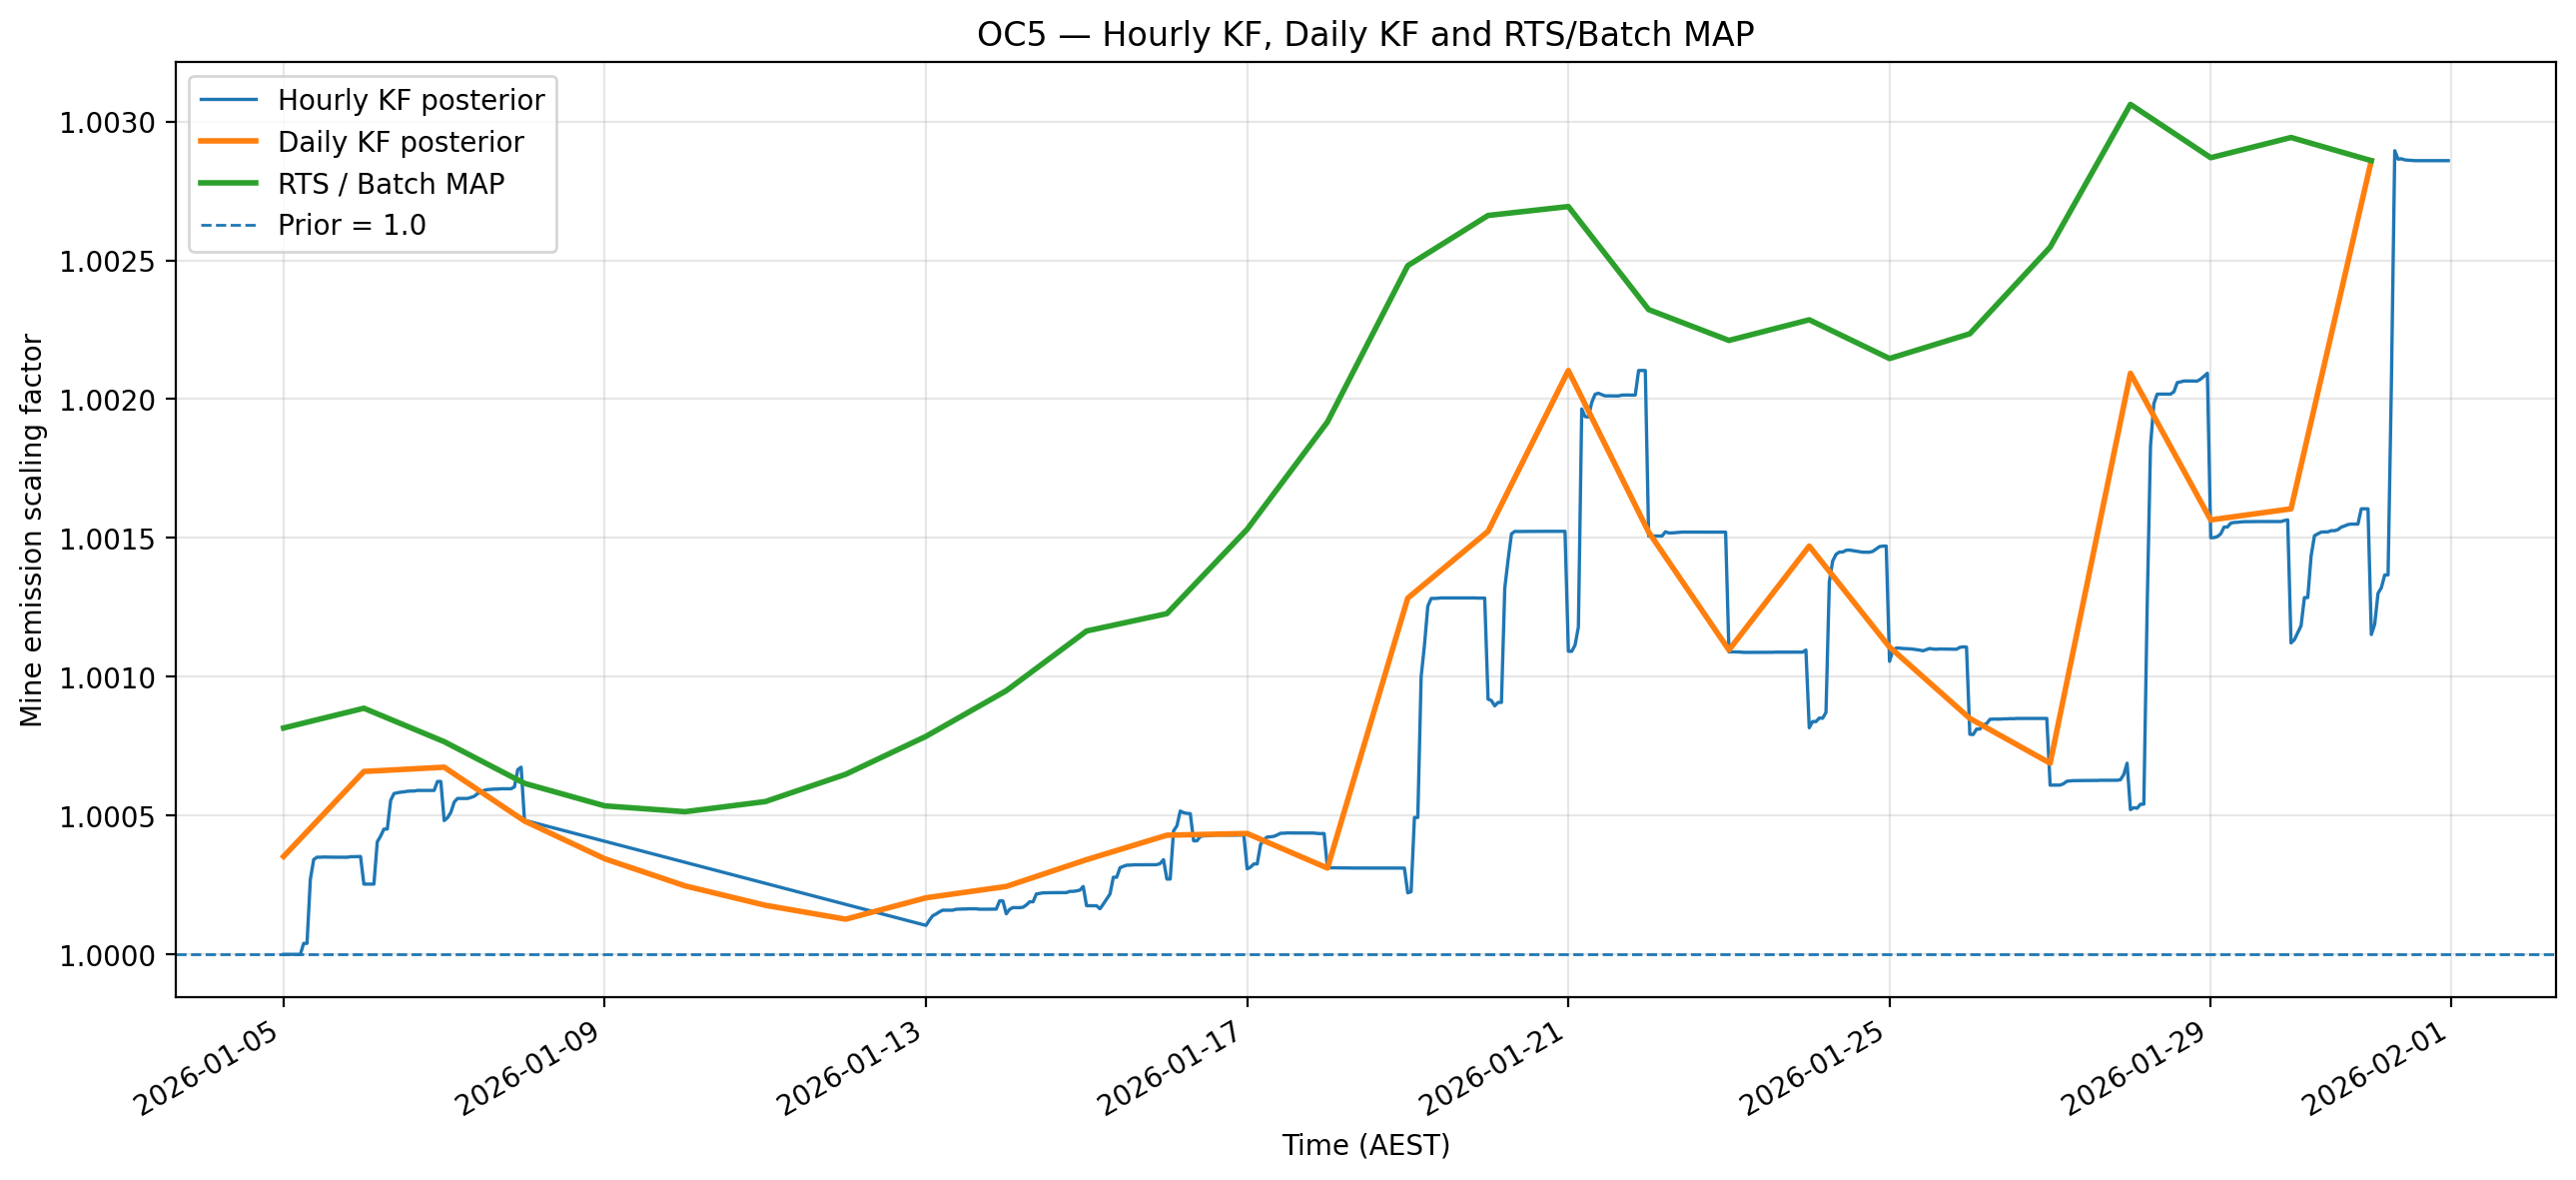 OC5 — Hourly KF, Daily KF and RTS/Batch MAP
Hourly KF posterior
Daily KF posterior
RTS / Batch MAP
Prior = 1.0
Mine emission scaling factor
1.0030
1.0025
1.0020
1.0015
1.0010
1.0005
1.0000
2026-01-05
2026-01-09
2026-01-13
2026-01-17
2026-01-21
2026-01-25
2026-01-29
2026-02-01
Time (AEST)